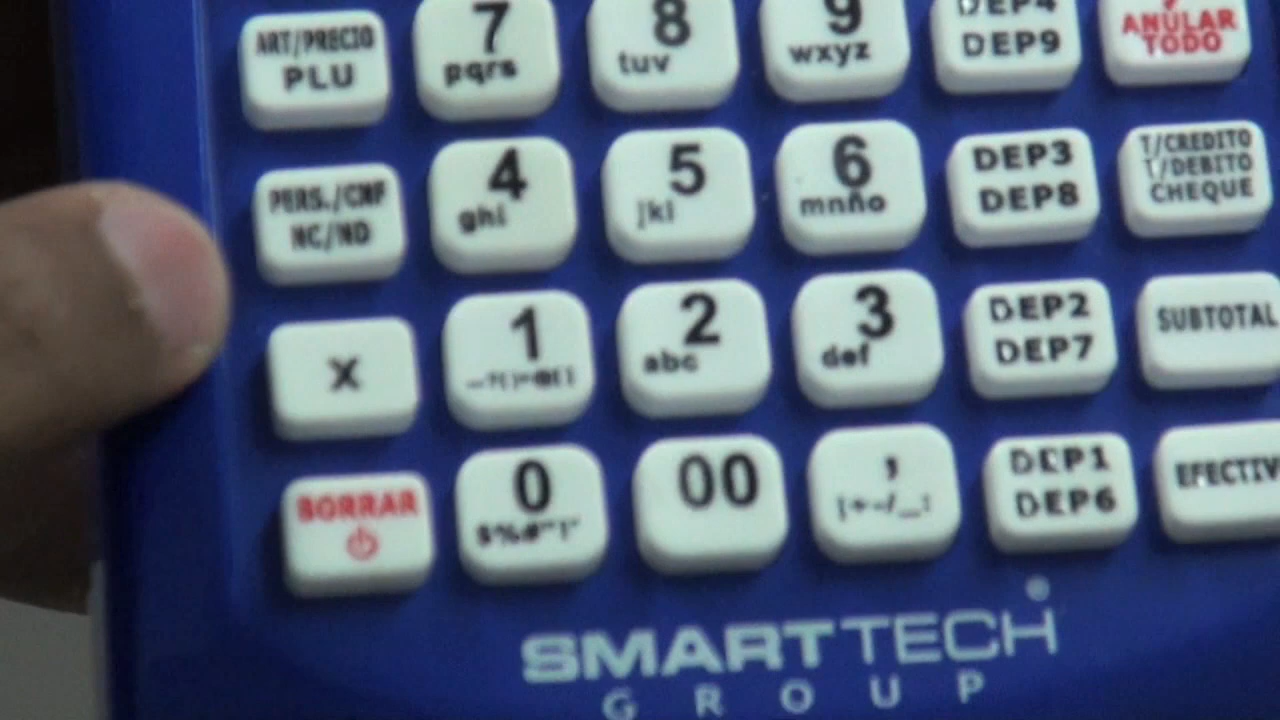 ART/PRECIO
PLU
7
pqrs
8
tuv
9
wxyz
DEP4
DEP9
ANULAR
TODO
PERS./CNF
NC/ND
4
ghi
5
jkl
6
mnño
DEP3
DEP8
T/CREDITO
T/DEBITO
CHEQUE
X
1
2
abc
3
def
DEP2
DEP7
SUBTOTAL
BORRAR
0
00
,
DEP1
DEP6
EFECTIV
SMARTTECH
GROUP